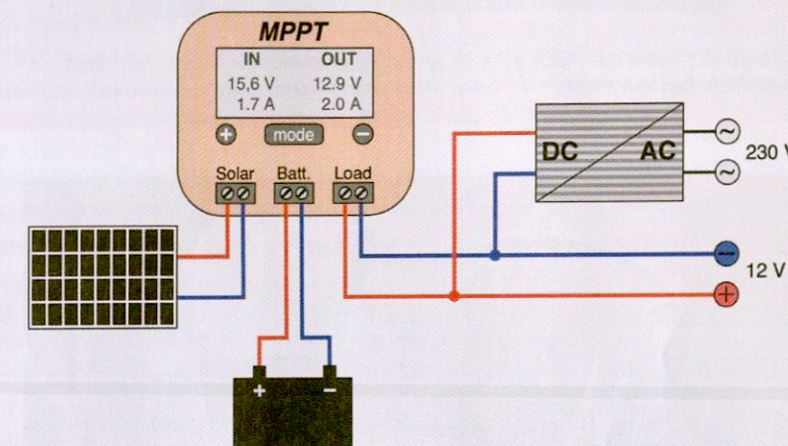 MPPT
IN OUT
15,6 V 12.9 V
1.7 A 2.0 A
+ mode −
Solar Batt. Load
DC AC
~
~
230 V
−
12 V
+
+ −